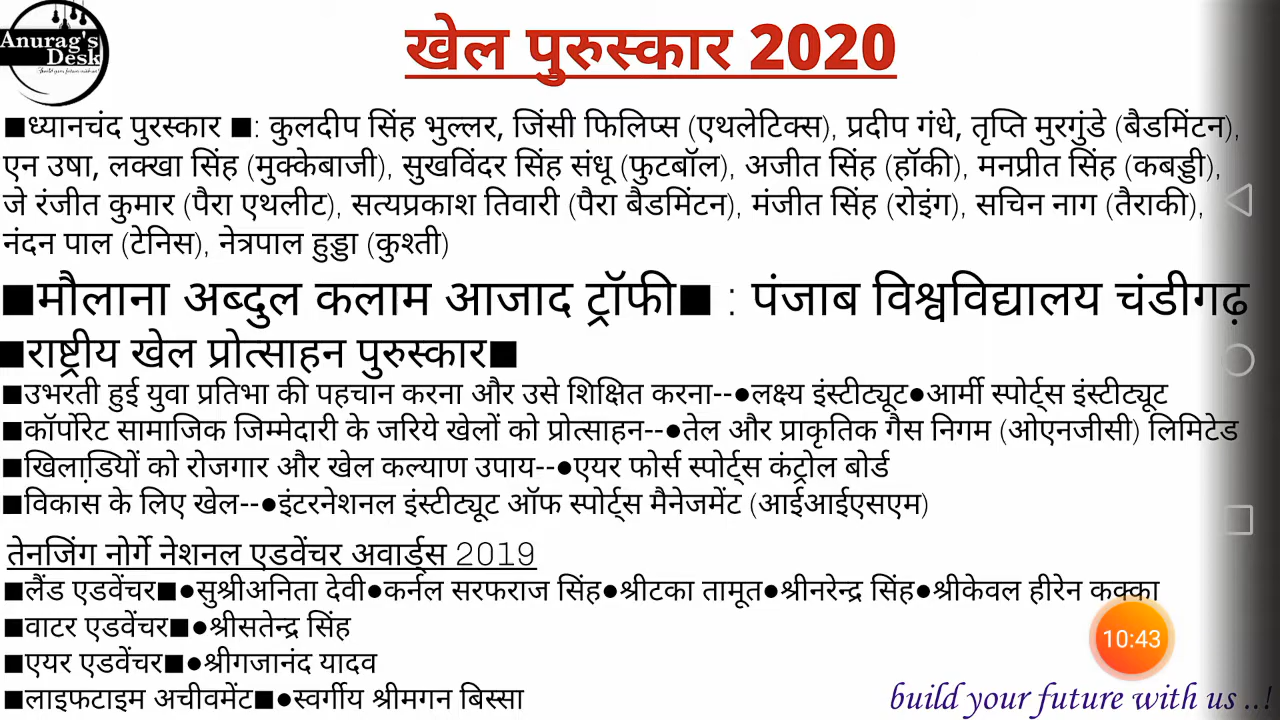 Anurag's
Desk
खेल पुरुस्कार 2020
■ध्यानचंद पुरस्कार ■: कुलदीप सिंह भुल्लर, जिंसी फिलिप्स (एथलेटिक्स), प्रदीप गंधे, तृप्ति मुरगुंडे (बैडमिंटन),
एन उषा, लक्खा सिंह (मुक्केबाजी), सुखविंदर सिंह संधू (फुटबॉल), अजीत सिंह (हॉकी), मनप्रीत सिंह (कबड्डी),
जे रंजीत कुमार (पैरा एथलीट), सत्यप्रकाश तिवारी (पैरा बैडमिंटन), मंजीत सिंह (रोइंग), सचिन नाग (तैराकी),
नंदन पाल (टेनिस), नेत्रपाल हुड्डा (कुश्ती)
■मौलाना अब्दुल कलाम आजाद ट्रॉफी■ : पंजाब विश्वविद्यालय चंडीगढ़
■राष्ट्रीय खेल प्रोत्साहन पुरुस्कार■
■उभरती हुई युवा प्रतिभा की पहचान करना और उसे शिक्षित करना--●लक्ष्य इंस्टीट्यूट●आर्मी स्पोर्ट्स इंस्टीट्यूट
■कॉर्पोरेट सामाजिक जिम्मेदारी के जरिये खेलों को प्रोत्साहन--●तेल और प्राकृतिक गैस निगम (ओएनजीसी) लिमिटेड
■खिलाड़ियों को रोजगार और खेल कल्याण उपाय--●एयर फोर्स स्पोर्ट्स कंट्रोल बोर्ड
■विकास के लिए खेल--●इंटरनेशनल इंस्टीट्यूट ऑफ स्पोर्ट्स मैनेजमेंट (आईआईएसएम)
तेनजिंग नोर्गे नेशनल एडवेंचर अवार्ड्स 2019
■लैंड एडवेंचर■●सुश्रीअनिता देवी●कर्नल सरफराज सिंह●श्रीटका तामूत●श्रीनरेन्द्र सिंह●श्रीकेवल हीरेन कक्का
■वाटर एडवेंचर■●श्रीसतेन्द्र सिंह
■एयर एडवेंचर■●श्रीगजानंद यादव
■लाइफटाइम अचीवमेंट■●स्वर्गीय श्रीमगन बिस्सा
10:43
build your future with us ..!